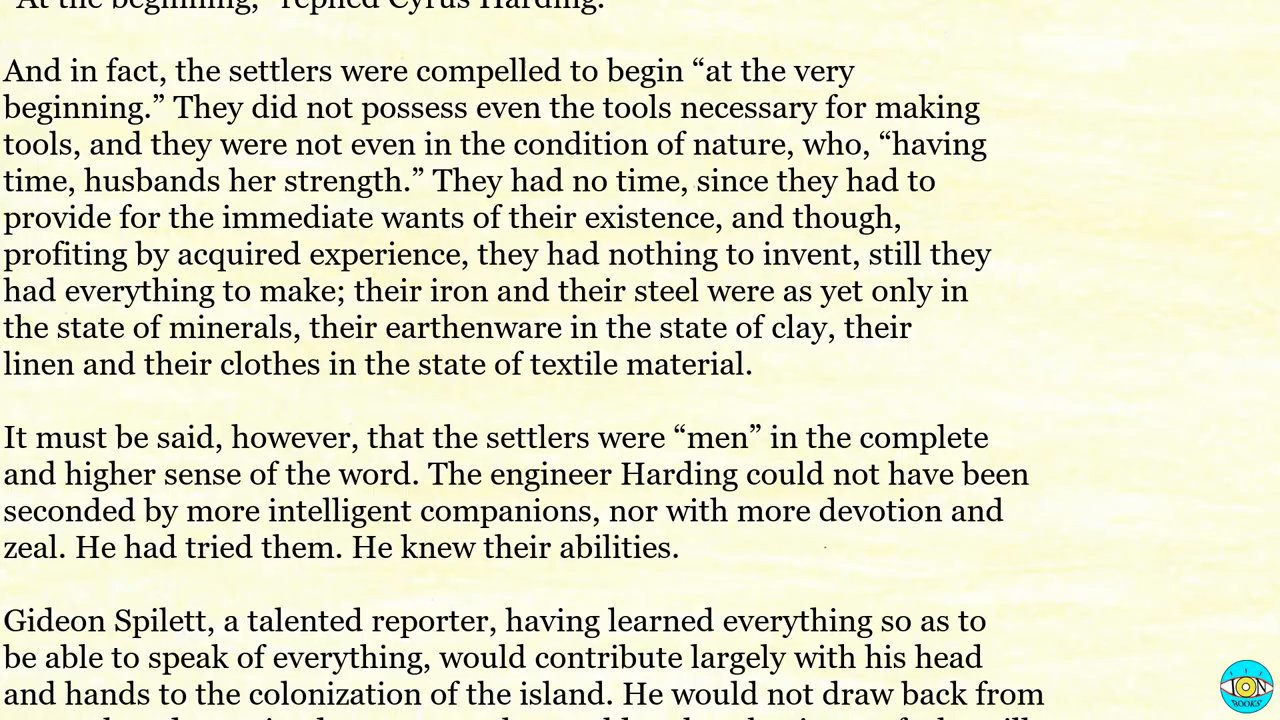 "At the beginning," replied Cyrus Harding.
And in fact, the settlers were compelled to begin “at the very
beginning.” They did not possess even the tools necessary for making
tools, and they were not even in the condition of nature, who, “having
time, husbands her strength.” They had no time, since they had to
provide for the immediate wants of their existence, and though,
profiting by acquired experience, they had nothing to invent, still they
had everything to make; their iron and their steel were as yet only in
the state of minerals, their earthenware in the state of clay, their
linen and their clothes in the state of textile material.
It must be said, however, that the settlers were “men” in the complete
and higher sense of the word. The engineer Harding could not have been
seconded by more intelligent companions, nor with more devotion and
zeal. He had tried them. He knew their abilities.
Gideon Spilett, a talented reporter, having learned everything so as to
be able to speak of everything, would contribute largely with his head
and hands to the colonization of the island. He would not draw back from
ION
BOOKS